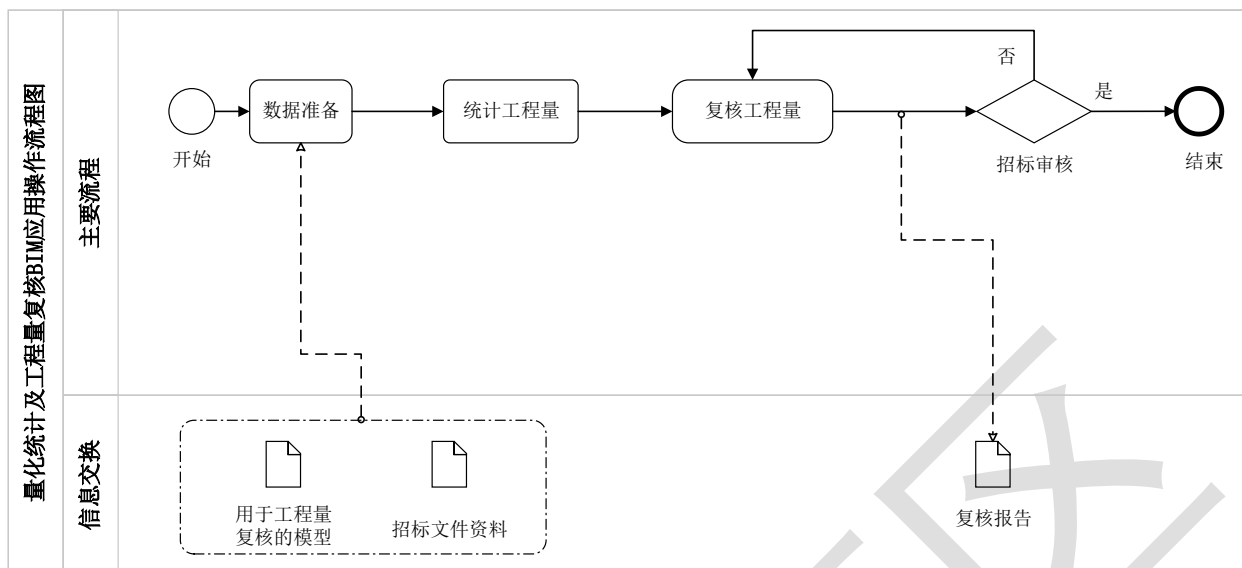 量化统计及工程量复核BIM应用操作流程图
主要流程
开始
数据准备
统计工程量
复核工程量
否
是
招标审核
结束
信息交换
用于工程量
复核的模型
招标文件资料
复核报告